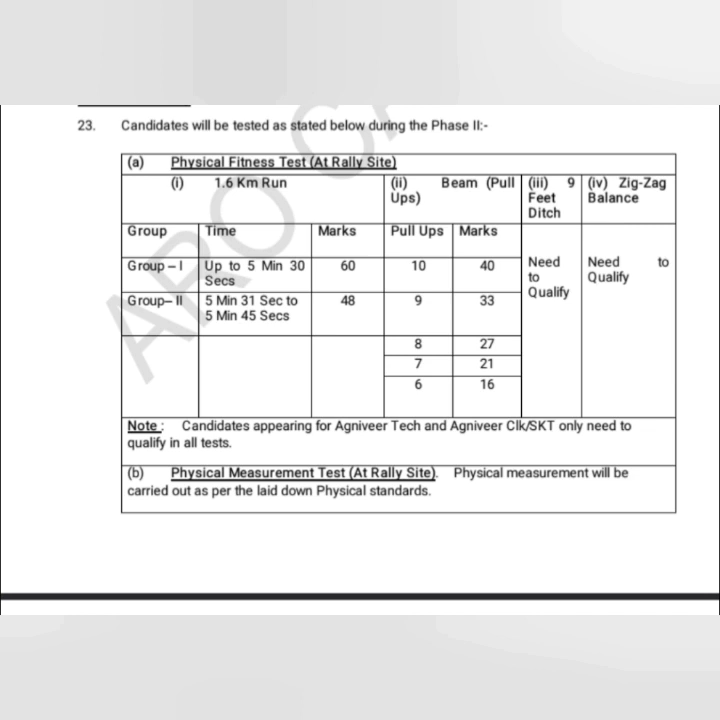 23. Candidates will be tested as stated below during the Phase II:-
(a) Physical Fitness Test (At Rally Site)
(i) 1.6 Km Run
(ii) Beam (Pull
Ups)
(iii) 9
Feet
Ditch
(iv) Zig-Zag
Balance
Group Time Marks Pull Ups Marks
Need
to
Qualify
Need to
Qualify
Group – I Up to 5 Min 30
Secs
60 10 40
Group– II 5 Min 31 Sec to
5 Min 45 Secs
48 9 33
8 27
7 21
6 16
Note : Candidates appearing for Agniveer Tech and Agniveer Clk/SKT only need to
qualify in all tests.
(b) Physical Measurement Test (At Rally Site). Physical measurement will be
carried out as per the laid down Physical standards.